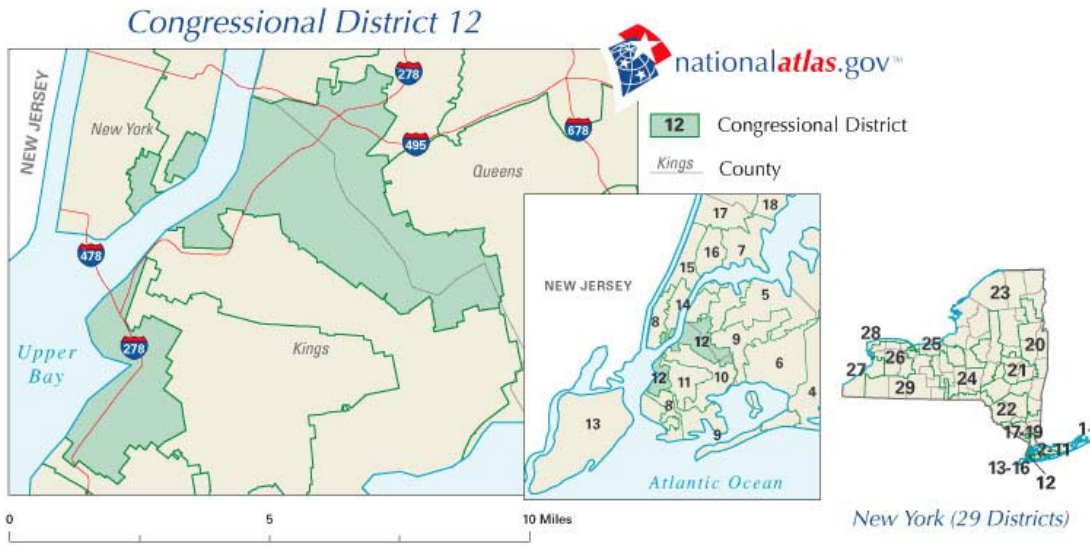 Congressional District 12
nationalatlas.gov™
12 Congressional District
Kings County
NEW JERSEY
New York
278
495
678
Queens
478
278
Kings
Upper
Bay
NEW JERSEY
18
17
16
7
15
5
14
8
12
9
12
11
10
6
8
4
13
9
Atlantic Ocean
23
28
25
20
26
27
21
29
24
22
17-19
1
2-11
13-16
12
New York (29 Districts)
0 5 10 Miles